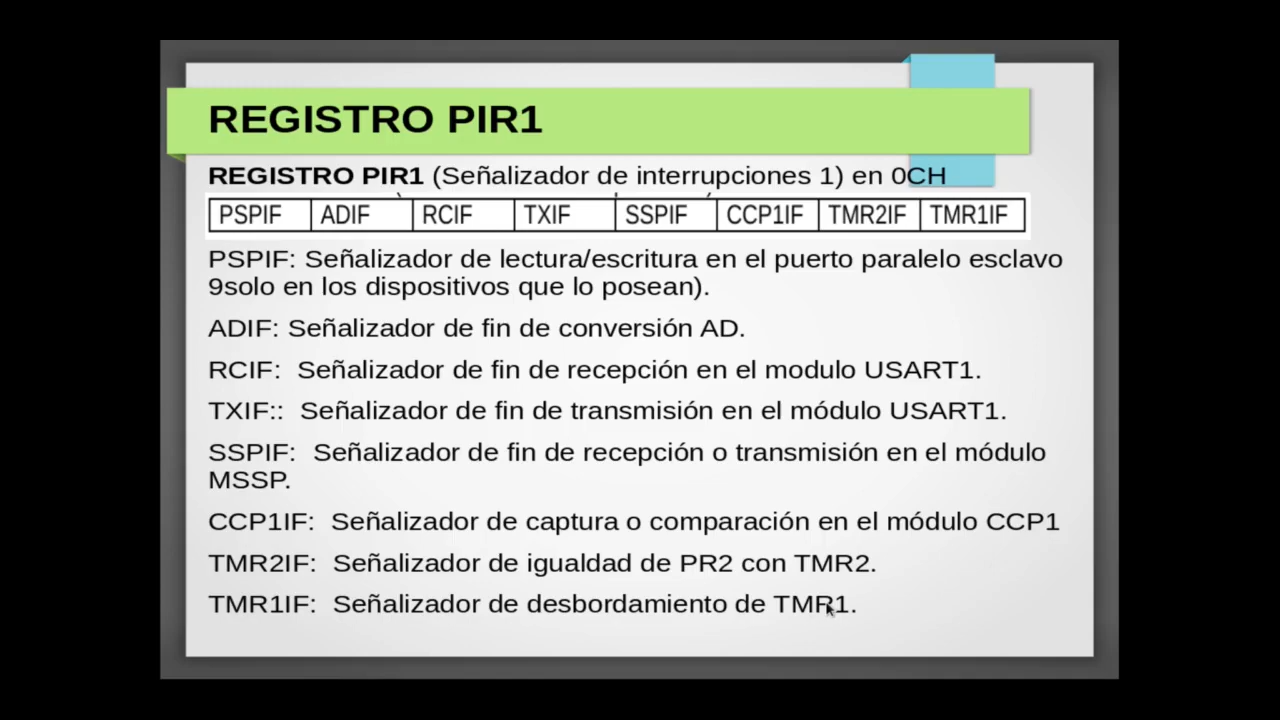 REGISTRO PIR1
REGISTRO PIR1 (Señalizador de interrupciones 1) en 0CH
PSPIF ADIF RCIF TXIF SSPIF CCP1IF TMR2IF TMR1IF
PSPIF: Señalizador de lectura/escritura en el puerto paralelo esclavo
9solo en los dispositivos que lo posean).
ADIF: Señalizador de fin de conversión AD.
RCIF: Señalizador de fin de recepción en el modulo USART1.
TXIF:: Señalizador de fin de transmisión en el módulo USART1.
SSPIF: Señalizador de fin de recepción o transmisión en el módulo
MSSP.
CCP1IF: Señalizador de captura o comparación en el módulo CCP1
TMR2IF: Señalizador de igualdad de PR2 con TMR2.
TMR1IF: Señalizador de desbordamiento de TMR1.